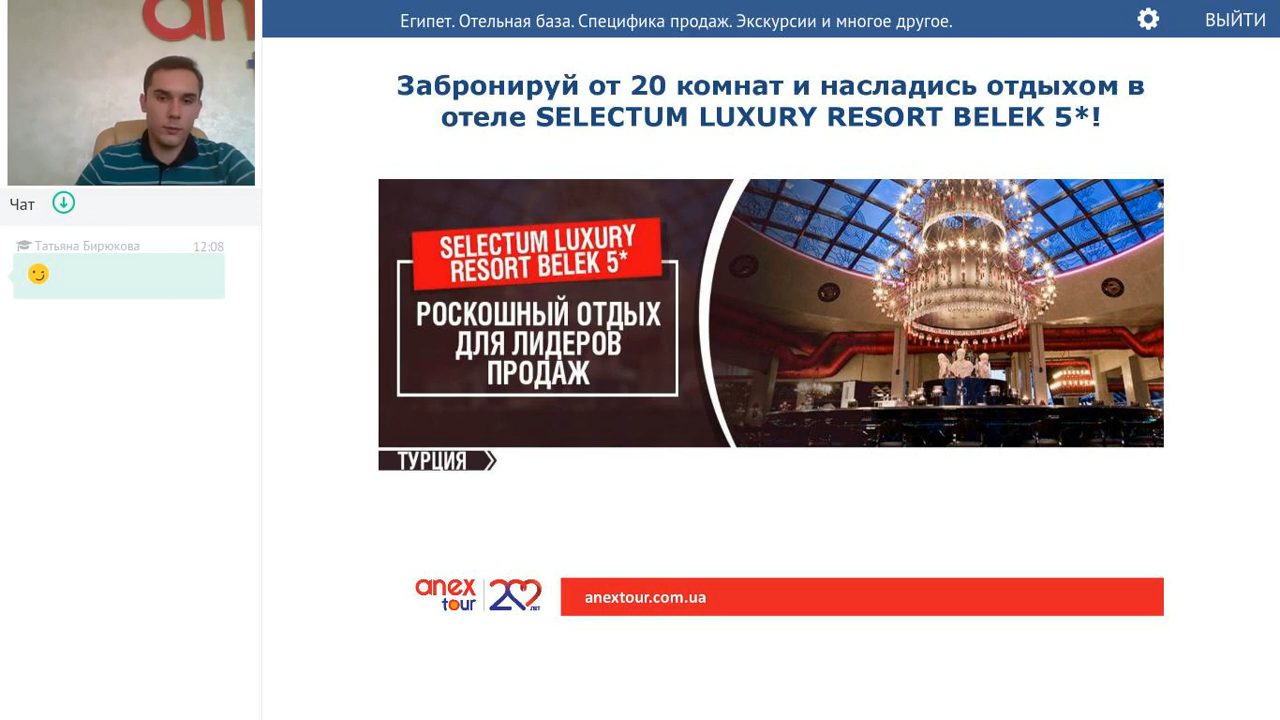 an
Египет. Отельная база. Специфика продаж. Экскурсии и многое другое.
ВЫЙТИ
Чат
Татьяна Бирюкова 12:08
Забронируй от 20 комнат и насладись отдыхом в
отеле SELECTUM LUXURY RESORT BELEK 5*!
SELECTUM LUXURY
RESORT BELEK 5*
РОСКОШНЫЙ ОТДЫХ
ДЛЯ ЛИДЕРОВ
ПРОДАЖ
ТУРЦИЯ
anex
tour
20 лет
anextour.com.ua